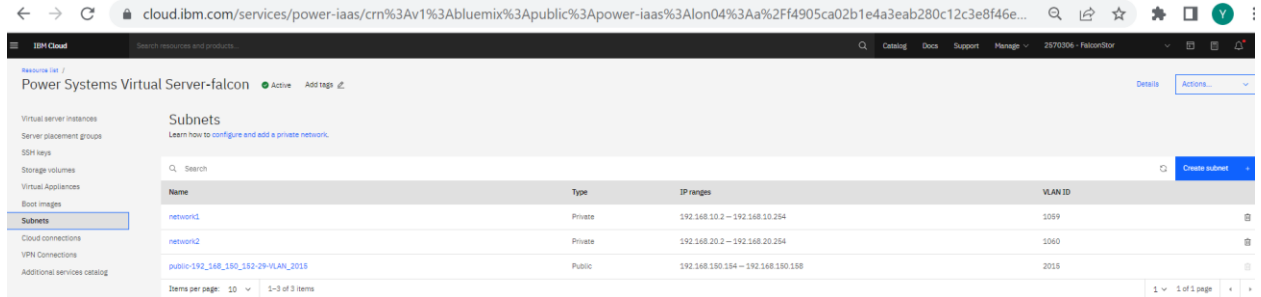 cloud.ibm.com/services/power-iaas/crn%3Av1%3Abluemix%3Apublic%3Apower-iaas%3Alon04%3Aa%2Ff4905ca02b1e4a3eab280c12c3e8f46e... Y
IBM Cloud Search resources and products... Catalog Docs Support Manage 2570306 - FalconStor
Resource list /
Power Systems Virtual Server-falcon Active Add tags Details Actions...
Virtual server instances
Server placement groups
SSH keys
Storage volumes
Virtual Appliances
Boot images
Subnets
Cloud connections
VPN Connections
Additional services catalog
Subnets
Learn how to configure and add a private network.
Search Create subnet +
Name Type IP ranges VLAN ID
network1 Private 192.168.10.2 — 192.168.10.254 1059
network2 Private 192.168.20.2 — 192.168.20.254 1060
public-192_168_150_152-29-VLAN_2015 Public 192.168.150.154 — 192.168.150.158 2015
Items per page: 10 1–3 of 3 items 1 1 of 1 page